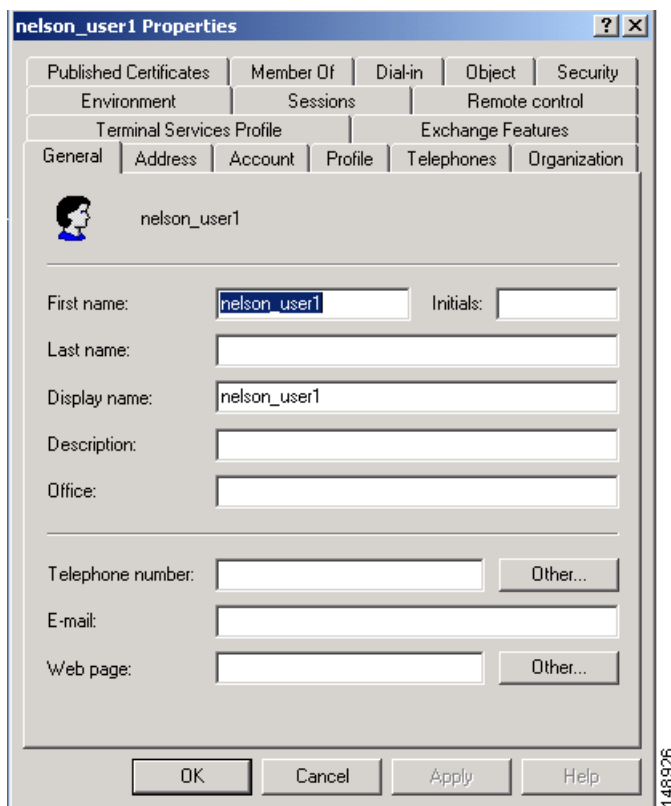 nelson_user1 Properties
Published Certificates Member Of Dial-in Object Security
Environment Sessions Remote control
Terminal Services Profile Exchange Features
General Address Account Profile Telephones Organization
nelson_user1
First name: nelson_user1 Initials:
Last name:
Display name: nelson_user1
Description:
Office:
Telephone number: Other...
E-mail:
Web page: Other...
OK Cancel Apply Help
148926